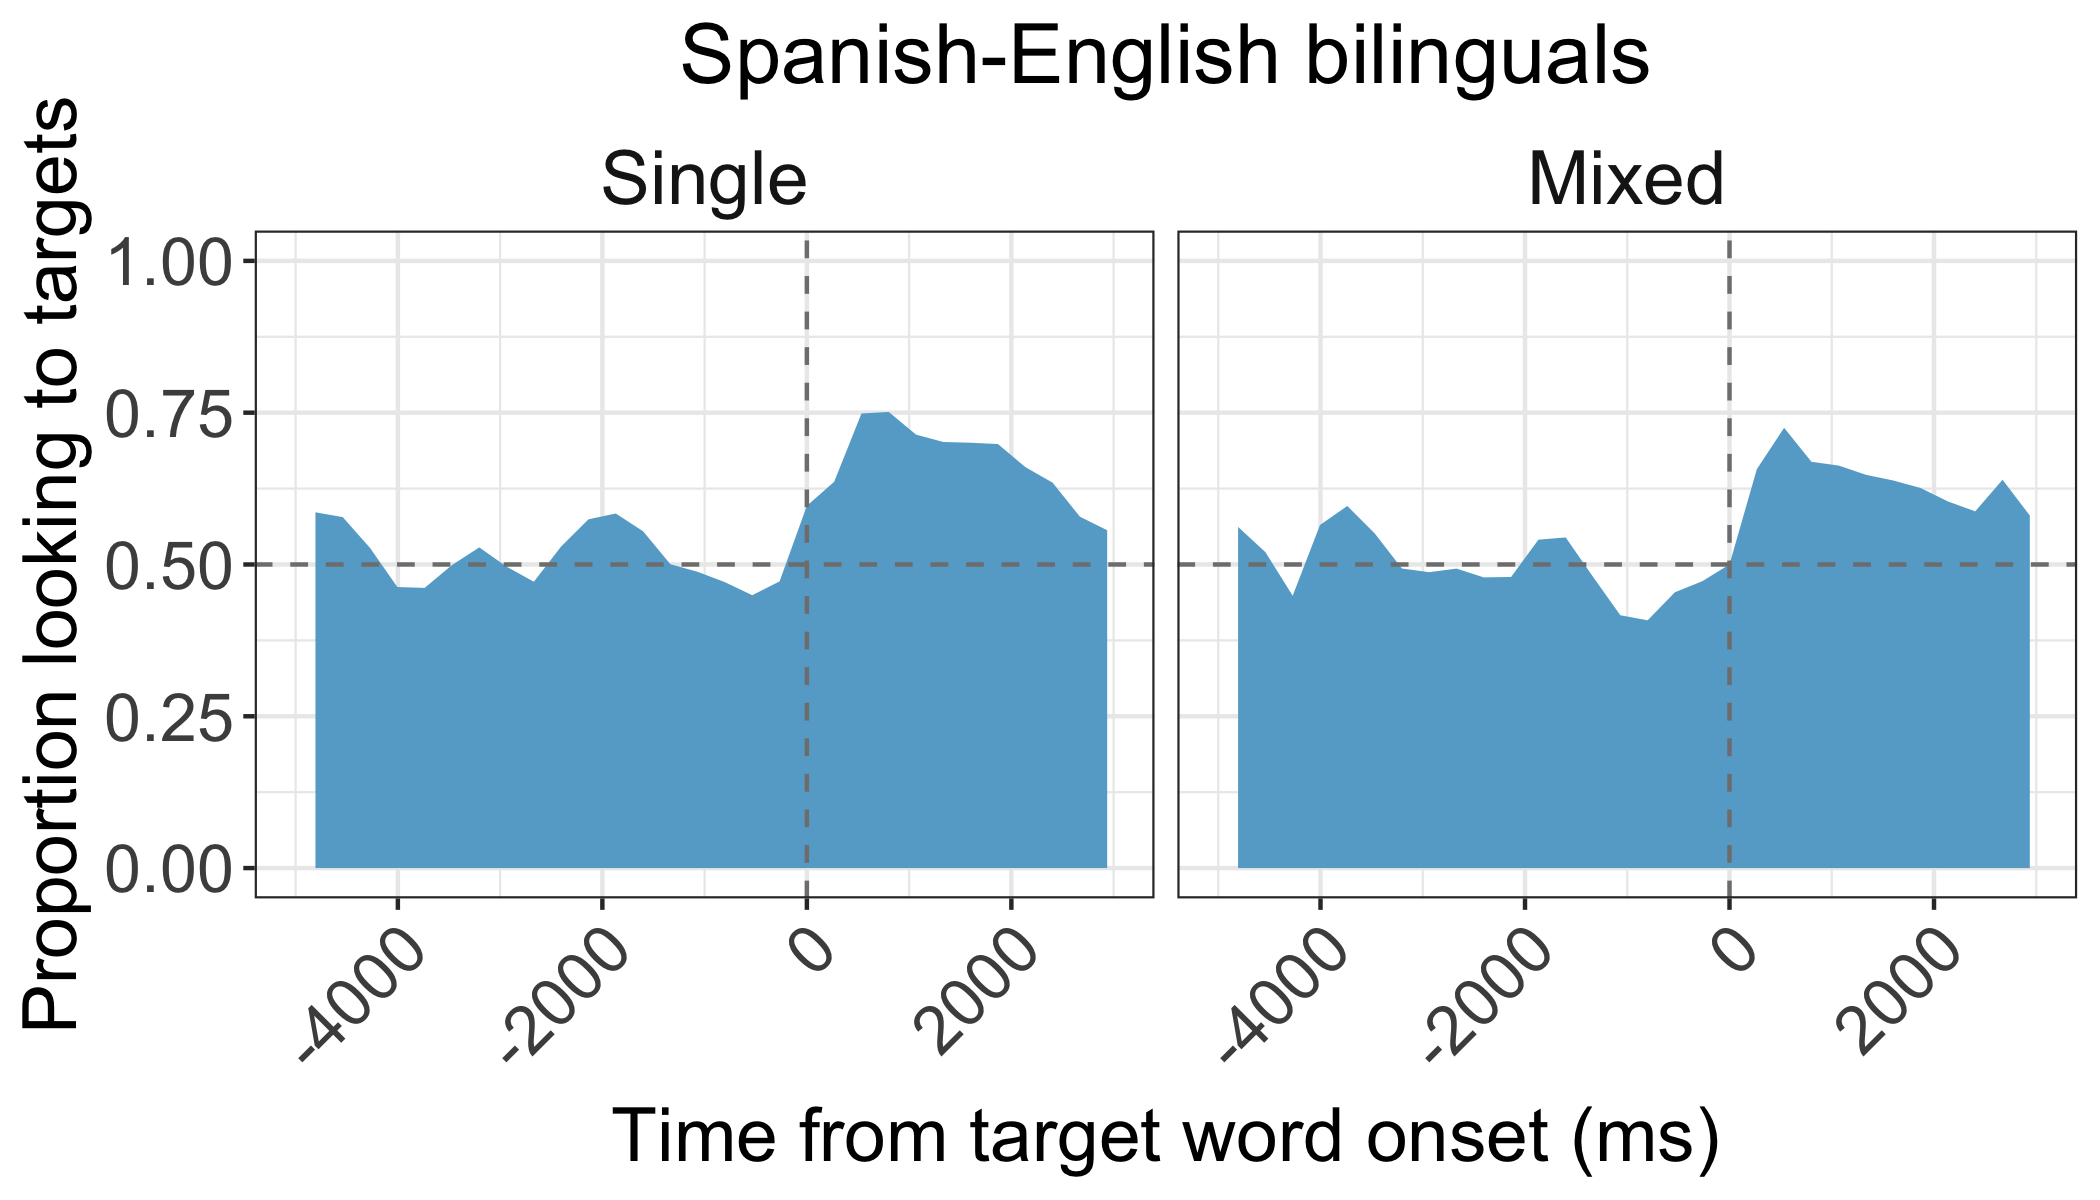 Spanish-English bilinguals
Single
Mixed
Proportion looking to targets
1.00
0.75
0.50
0.25
0.00
-4000
-2000
0
2000
-4000
-2000
0
2000
Time from target word onset (ms)